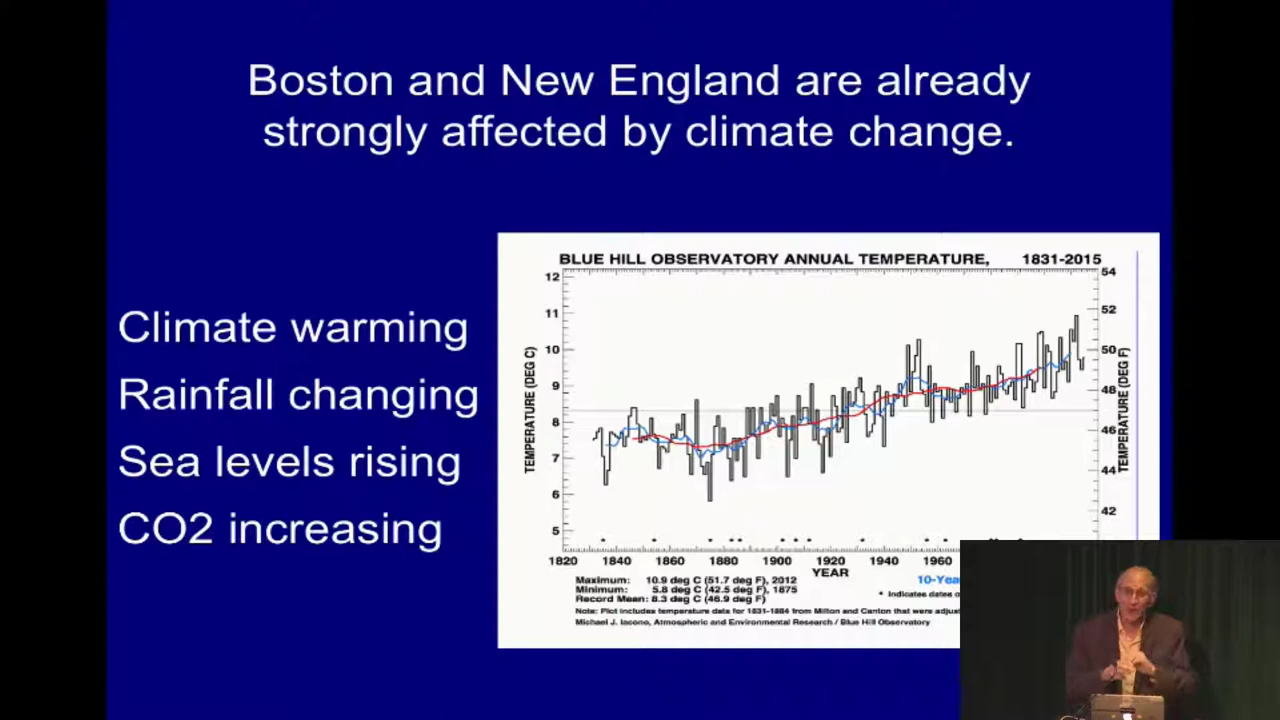 Boston and New England are already
strongly affected by climate change.
Climate warming
Rainfall changing
Sea levels rising
CO2 increasing
BLUE HILL OBSERVATORY ANNUAL TEMPERATURE, 1831-2015
12
11
10
9
8
7
6
5
TEMPERATURE (DEG C)
54
52
50
48
46
44
42
TEMPERATURE (DEG F)
1820 1840 1860 1880 1900 1920 1940 1960
YEAR
Maximum: 10.9 deg C (51.7 deg F), 2012
Minimum: 5.8 deg C (42.5 deg F), 1875
Record Mean: 8.3 deg C (46.9 deg F)
10-Yea
* Indicates dates o
Note: Plot includes temperature data for 1831-1884 from Milton and Canton that were adjus
Michael J. Iacono, Atmospheric and Environmental Research / Blue Hill Observatory